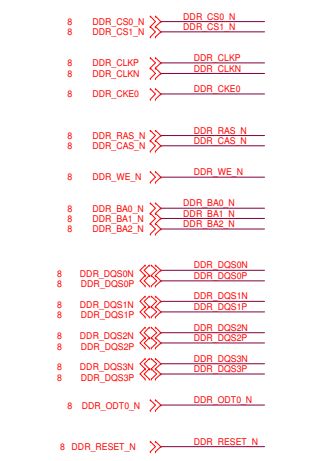 8 DDR_CS0_N DDR_CS0_N
8 DDR_CS1_N DDR_CS1_N
8 DDR_CLKP DDR_CLKP
8 DDR_CLKN DDR_CLKN
8 DDR_CKE0 DDR_CKE0
8 DDR_RAS_N DDR_RAS_N
8 DDR_CAS_N DDR_CAS_N
8 DDR_WE_N DDR_WE_N
8 DDR_BA0_N DDR_BA0_N
8 DDR_BA1_N DDR_BA1_N
8 DDR_BA2_N DDR_BA2_N
8 DDR_DQS0N DDR_DQS0N
8 DDR_DQS0P DDR_DQS0P
8 DDR_DQS1N DDR_DQS1N
8 DDR_DQS1P DDR_DQS1P
8 DDR_DQS2N DDR_DQS2N
8 DDR_DQS2P DDR_DQS2P
8 DDR_DQS3N DDR_DQS3N
8 DDR_DQS3P DDR_DQS3P
8 DDR_ODT0_N DDR_ODT0_N
8 DDR_RESET_N DDR_RESET_N